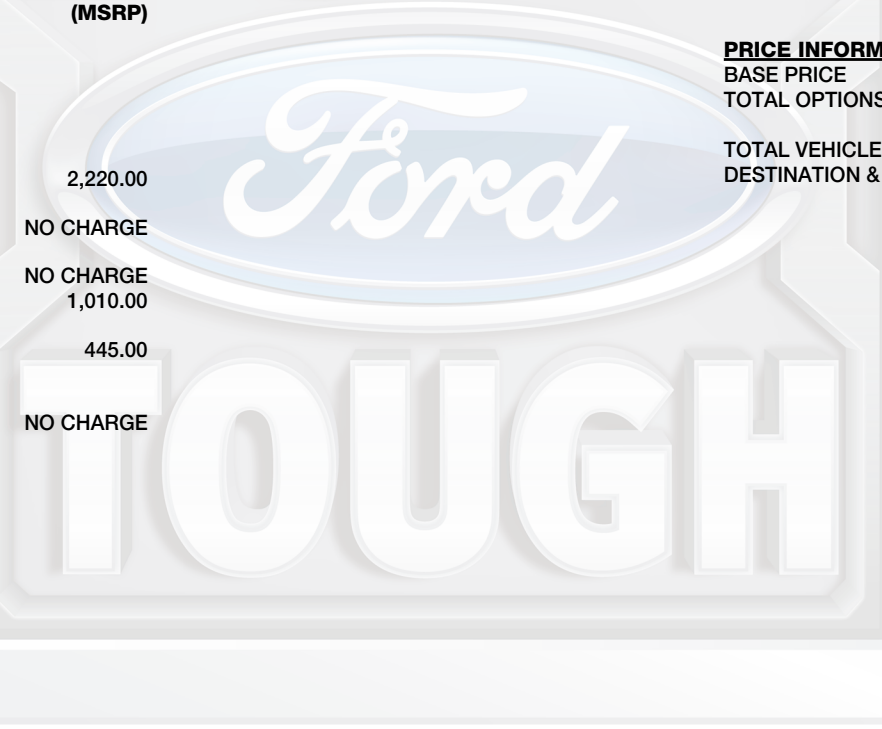 (MSRP)
2,220.00
NO CHARGE
NO CHARGE
1,010.00
445.00
NO CHARGE
PRICE INFORM
BASE PRICE
TOTAL OPTIONS
TOTAL VEHICLE
DESTINATION &
Ford
TOUGH